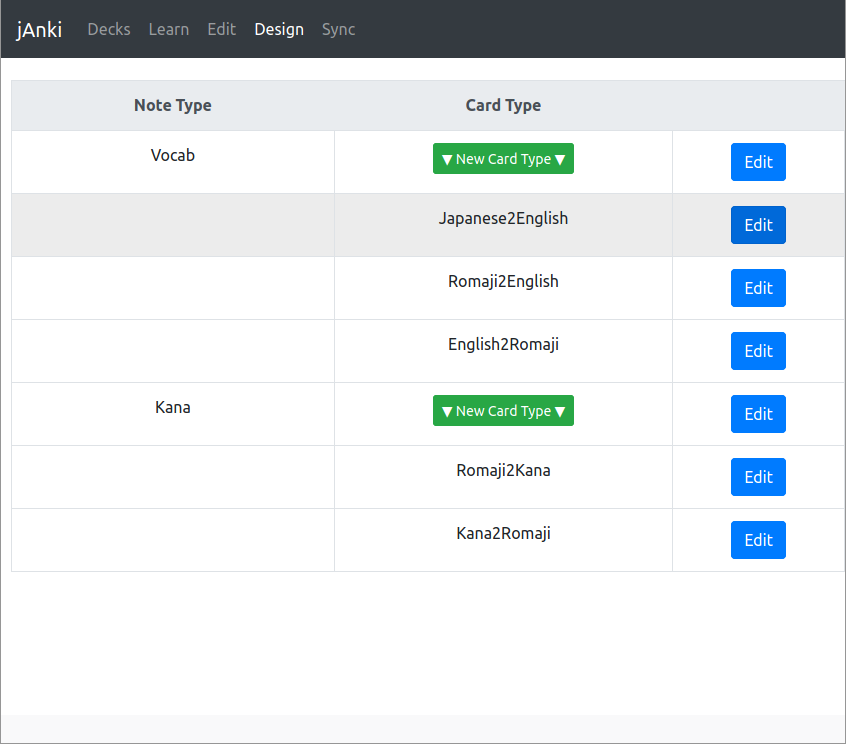 jAnki Decks Learn Edit Design Sync
Note Type Card Type
Vocab ▼ New Card Type ▼ Edit
Japanese2English Edit
Romaji2English Edit
English2Romaji Edit
Kana ▼ New Card Type ▼ Edit
Romaji2Kana Edit
Kana2Romaji Edit